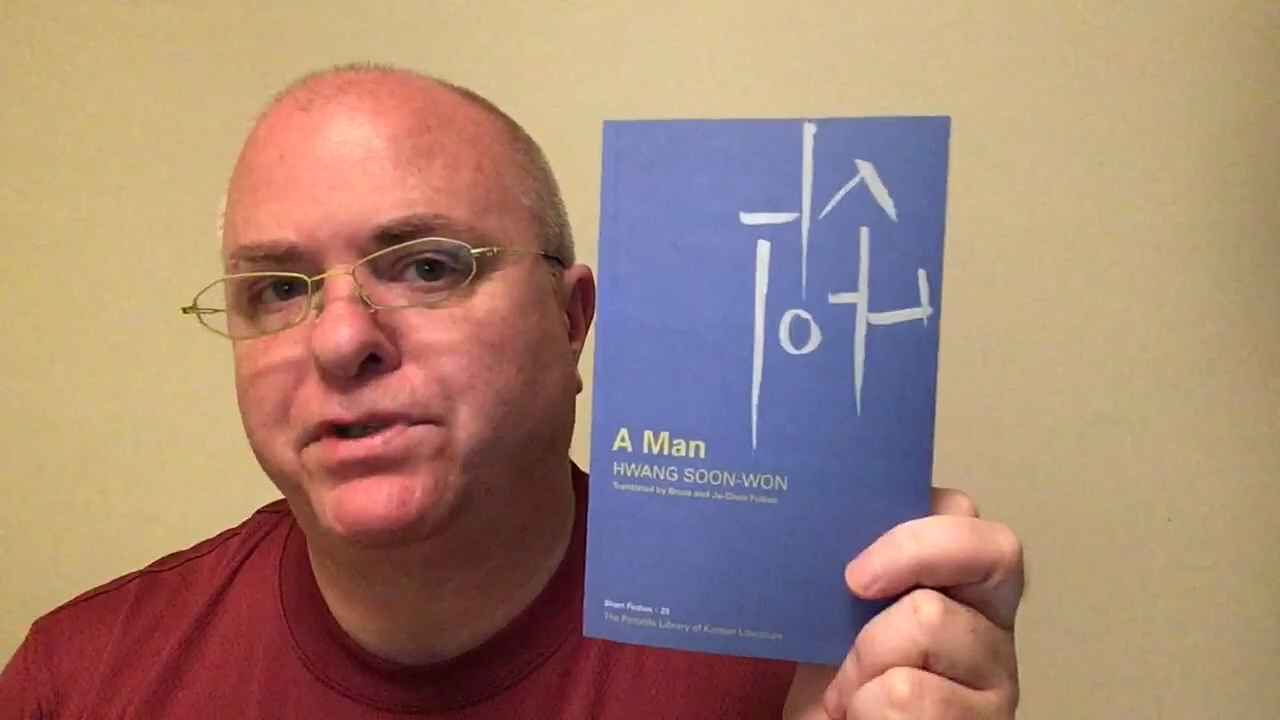 A Man
HWANG SOON-WON
Translated by Bruce and Ju-Chan Fulton
Short Fiction
The Portable Library of Korean Literature